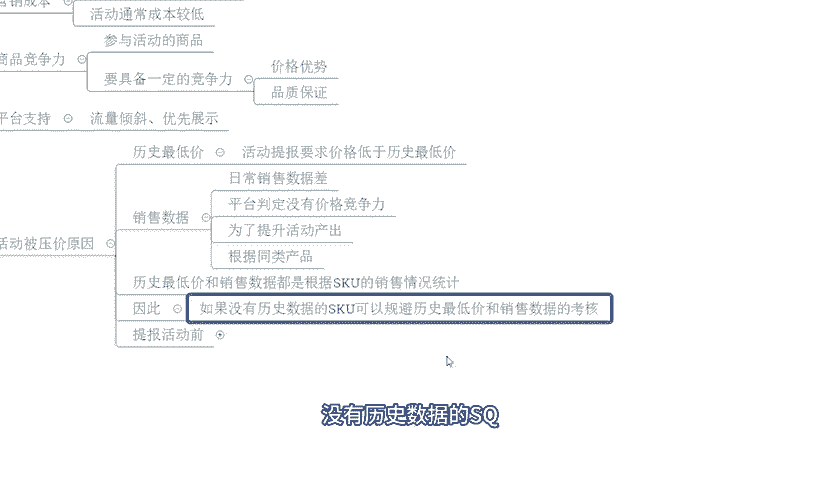 营销成本
活动通常成本较低
参与活动的商品
商品竞争力
要具备一定的竞争力
价格优势
品质保证
平台支持
流量倾斜、优先展示
历史最低价
活动提报要求价格低于历史最低价
日常销售数据差
平台判定没有价格竞争力
销售数据
为了提升活动产出
活动被压价原因
根据同类产品
历史最低价和销售数据都是根据SKU的销售情况统计
因此
如果没有历史数据的SKU可以规避历史最低价和销售数据的考核
提报活动前
没有历史数据的SQ